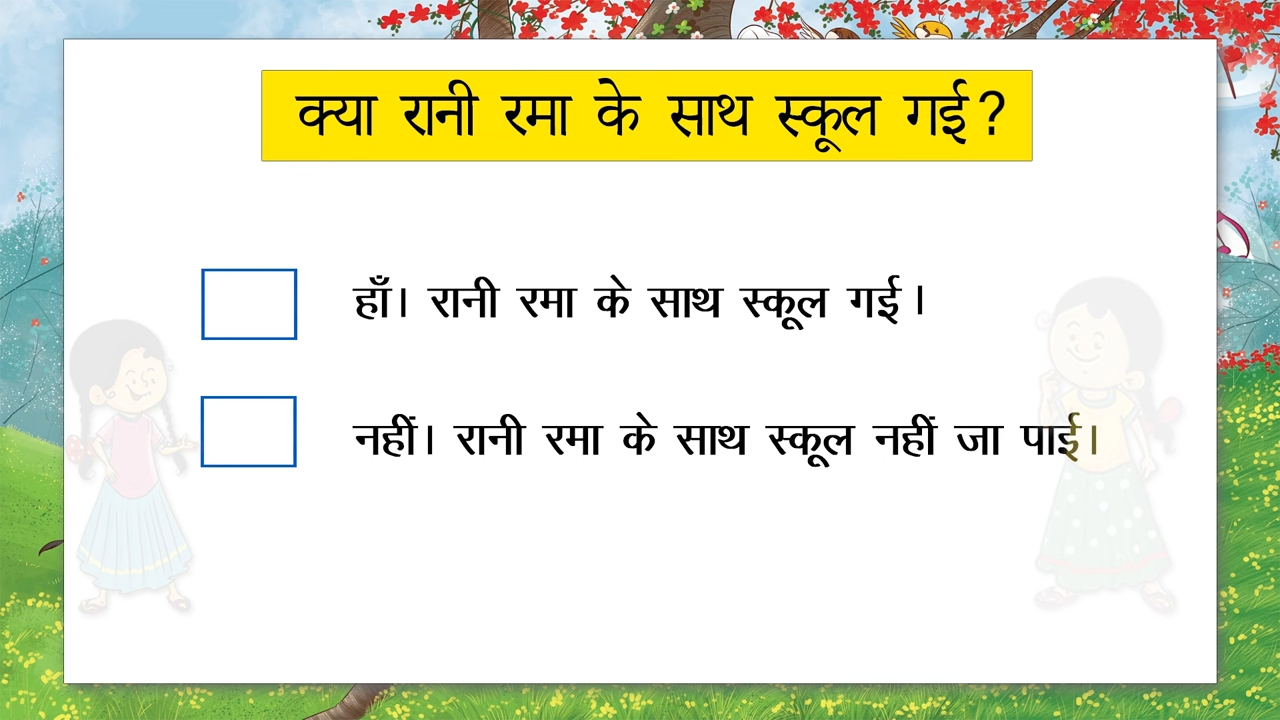 क्या रानी रमा के साथ स्कूल गई?
हाँ। रानी रमा के साथ स्कूल गई।
नहीं। रानी रमा के साथ स्कूल नहीं जा पाई।